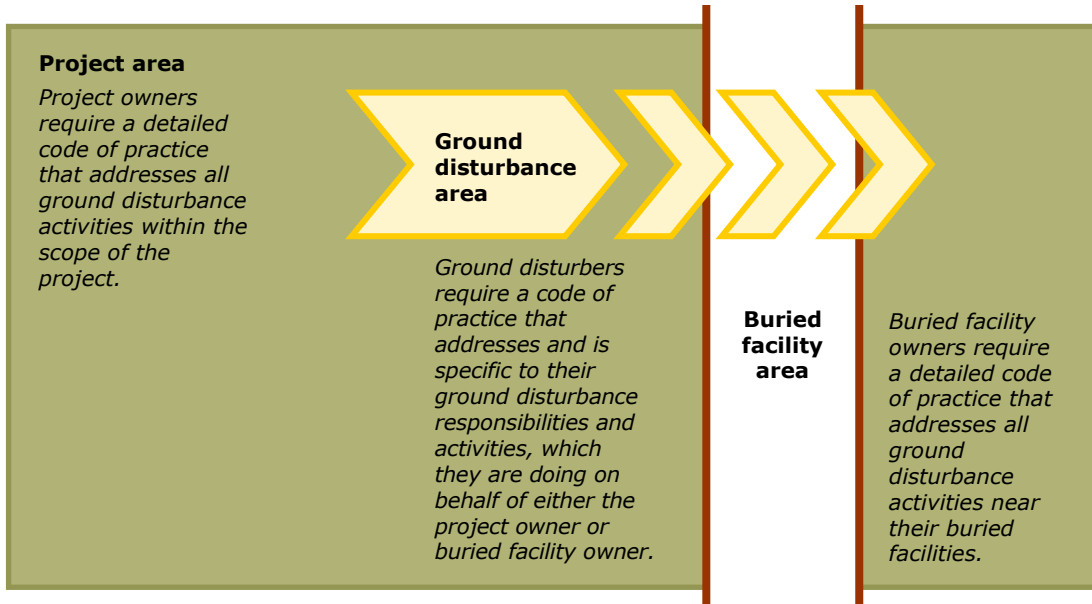 Project area
Project owners
require a detailed
code of practice
that addresses all
ground disturbance
activities within the
scope of the
project.
Ground
disturbance
area
Ground disturbers
require a code of
practice that
addresses and is
specific to their
ground disturbance
responsibilities and
activities, which
they are doing on
behalf of either the
project owner or
buried facility owner.
Buried
facility
area
Buried facility
owners require
a detailed code
of practice that
addresses all
ground
disturbance
activities near
their buried
facilities.